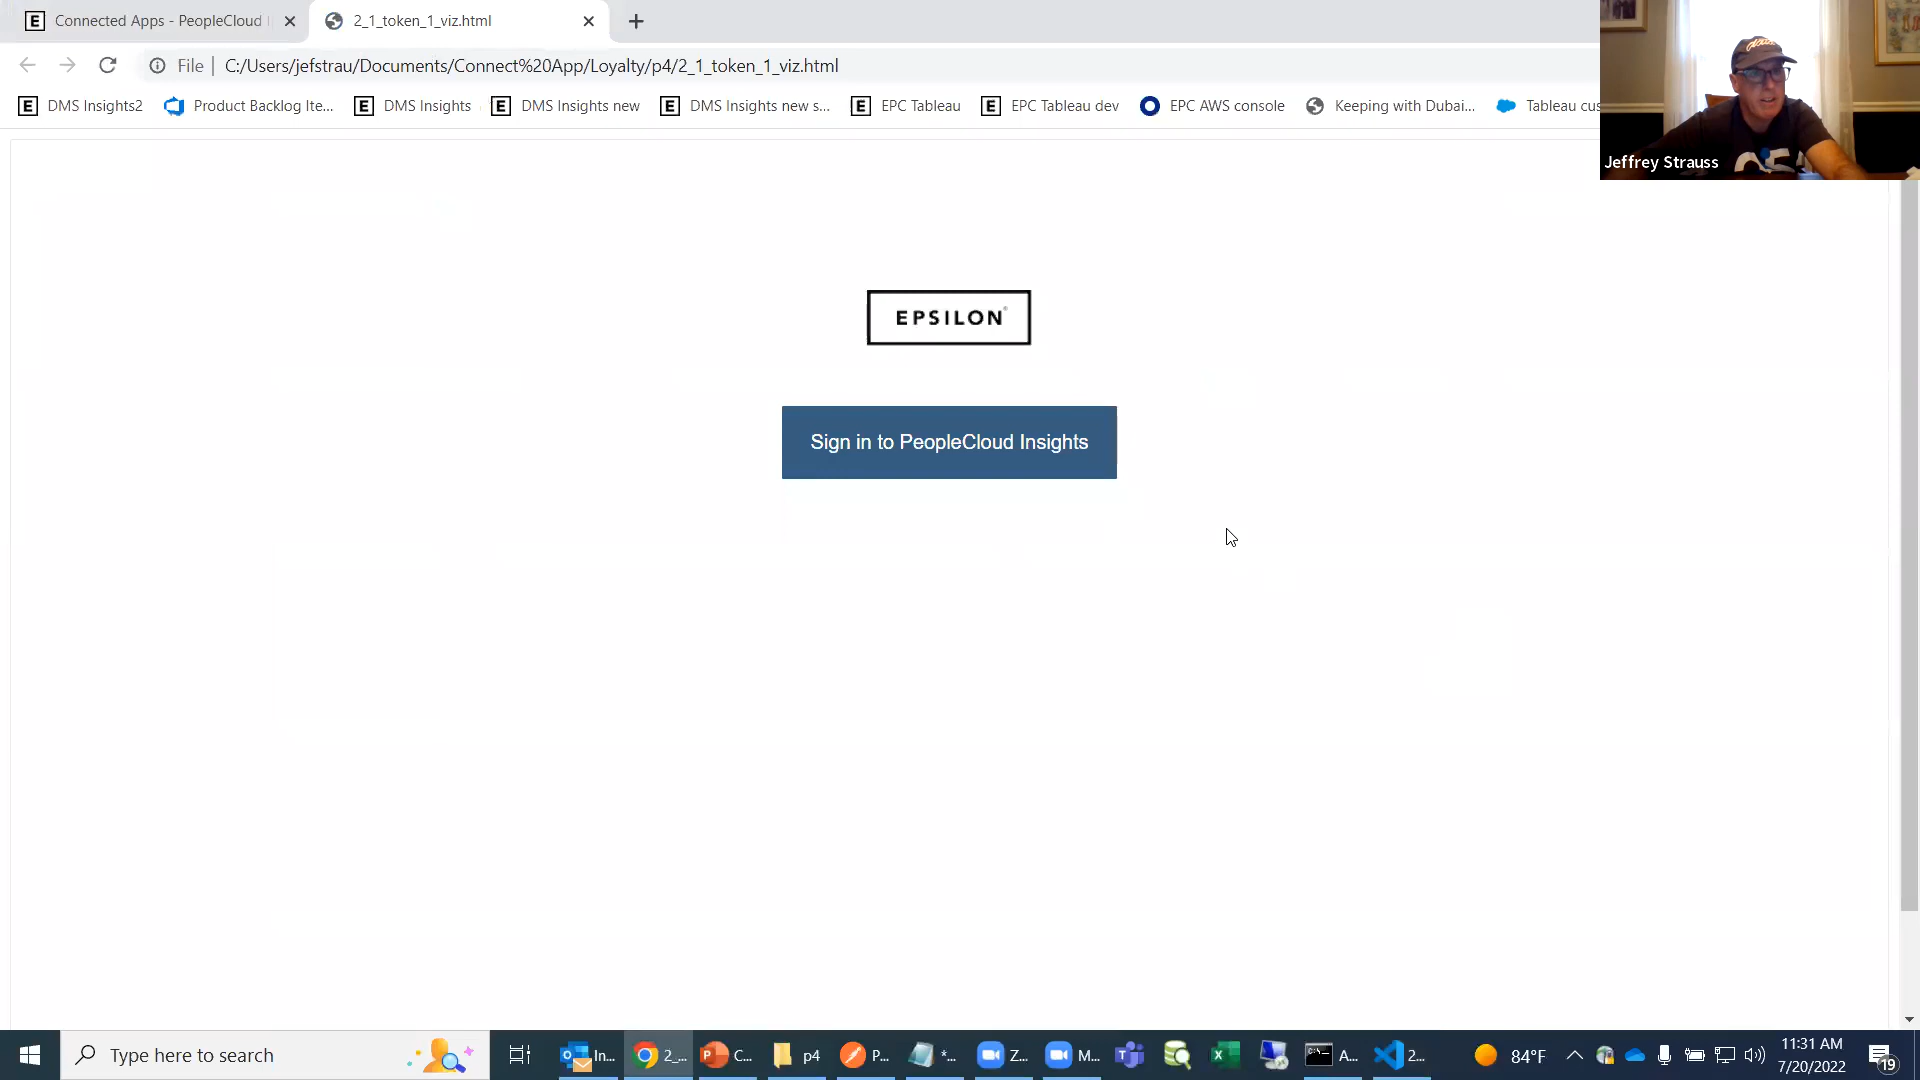 Connected Apps - PeopleCloud
2_1_token_1_viz.html
File
C:/Users/jefstrau/Documents/Connect%20App/Loyalty/p4/2_1_token_1_viz.html
DMS Insights2
Product Backlog Ite...
DMS Insights
DMS Insights new
DMS Insights new s...
EPC Tableau
EPC Tableau dev
EPC AWS console
Keeping with Dubai...
Tableau cus
Jeffrey Strauss
EPSILON
Sign in to PeopleCloud Insights
Type here to search
In...
2_...
C...
p4
P...
*...
Z...
M...
A...
2...
84°F
11:31 AM
7/20/2022
19